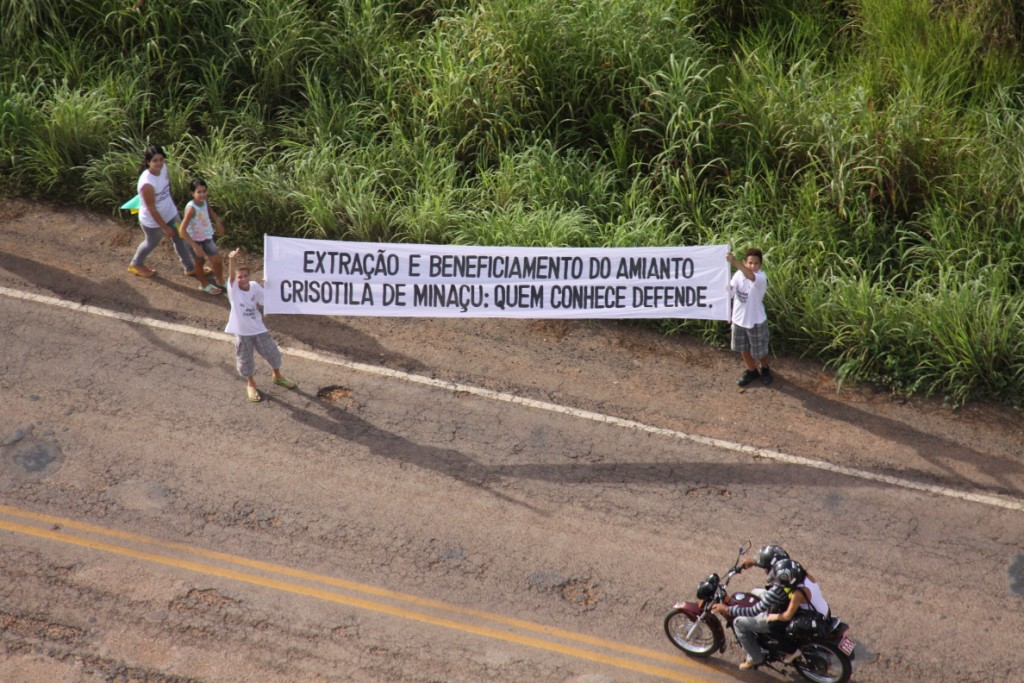 EXTRAÇÃO E BENEFICIAMENTO DO AMIANTO
CRISOTILA DE MINAÇU: QUEM CONHECE DEFENDE.